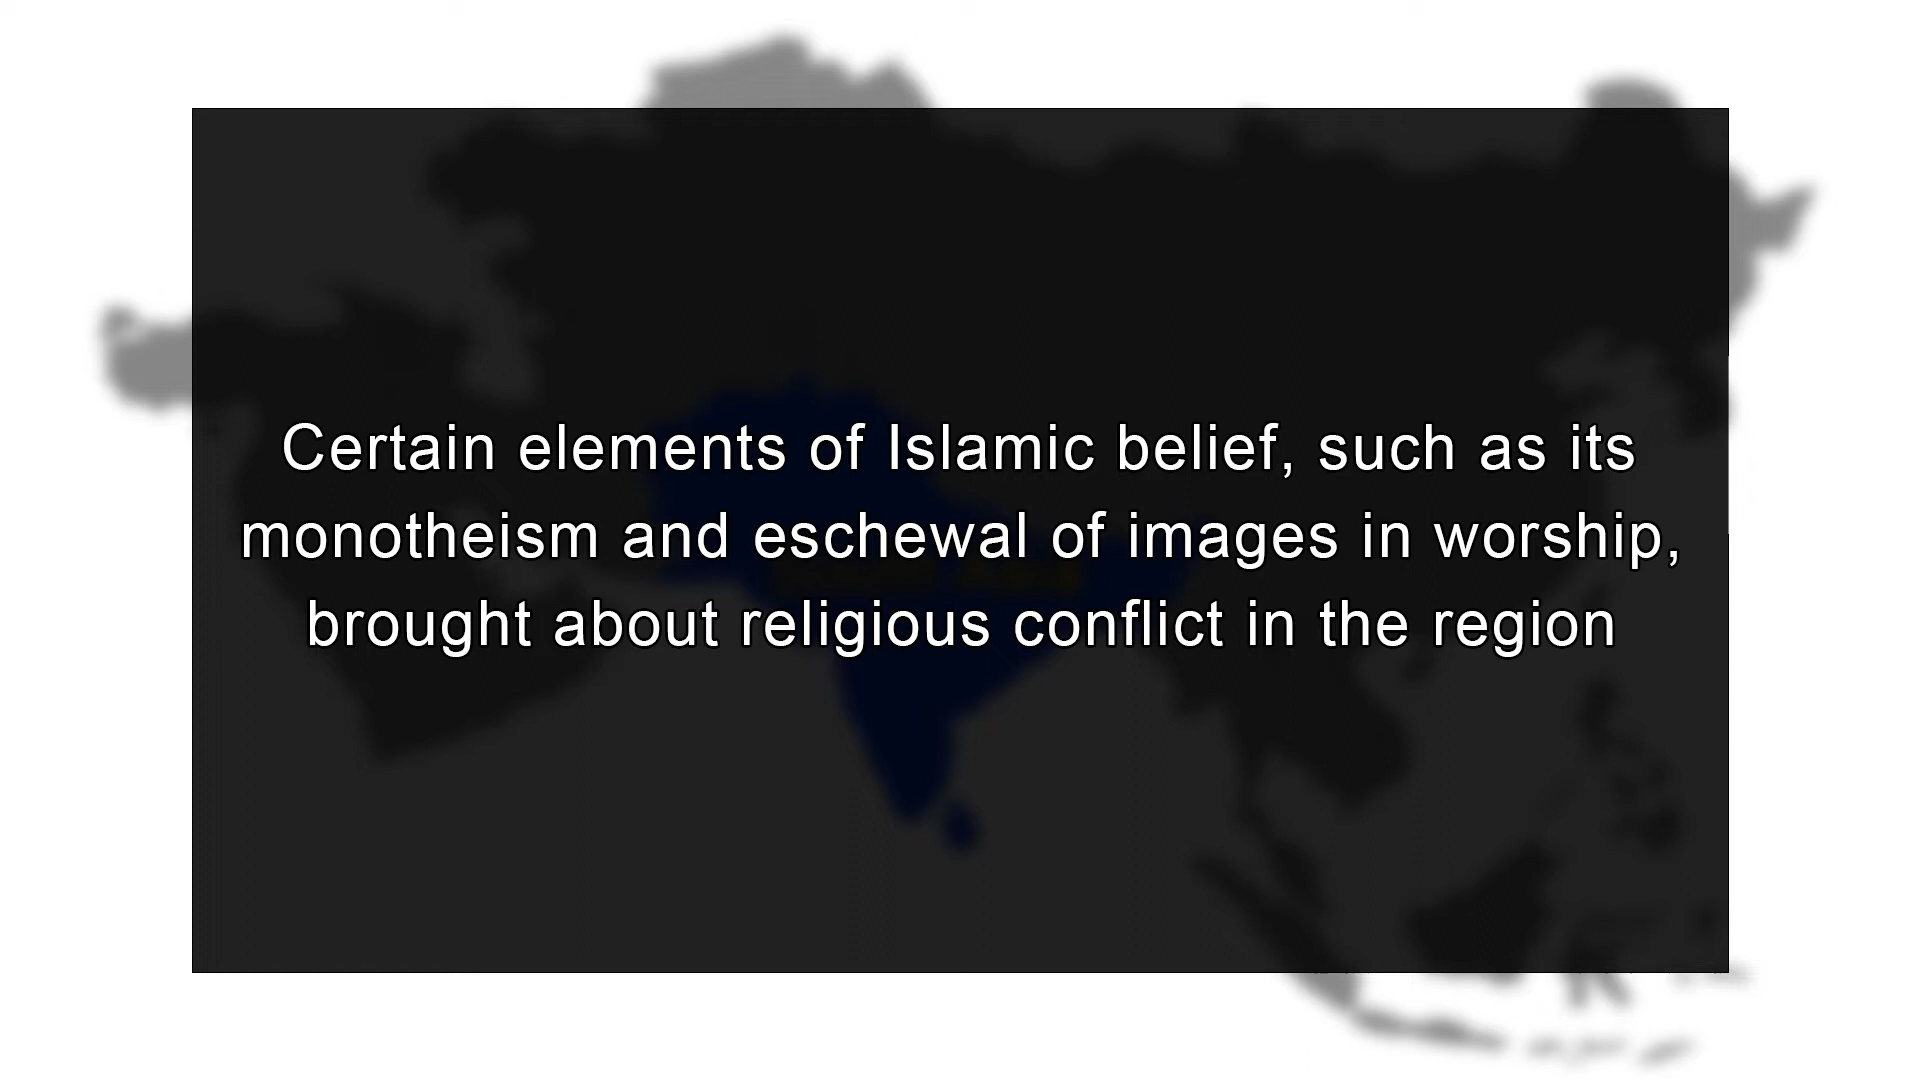 Certain elements of Islamic belief, such as its
monotheism and eschewal of images in worship,
brought about religious conflict in the region